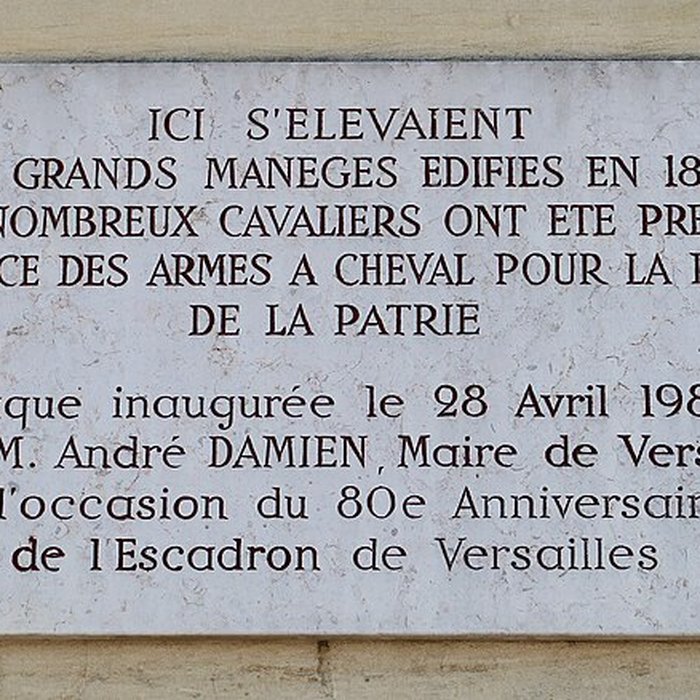 ICI S'ELEVAIENT
GRANDS MANEGES EDIFIES EN 18
NOMBREUX CAVALIERS ONT ETE PRE
CE DES ARMES A CHEVAL POUR LA
DE LA PATRIE
que inaugurée le 28 Avril 198
M. André DAMIEN, Maire de Vers
l'occasion du 80e Anniversair
de l'Escadron de Versailles